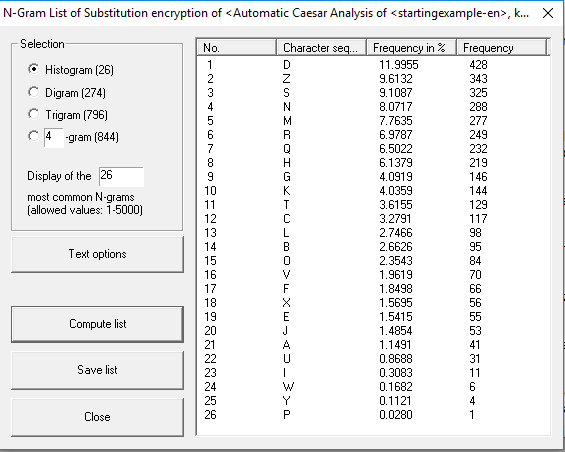 N-Gram List of Substitution encryption of <Automatic Caesar Analysis of <startingexample-en>, k...
Selection
Histogram (26)
Digram (274)
Trigram (796)
4 -gram (844)
Display of the 26
most common N-grams
(allowed values: 1-5000)
Text options
Compute list
Save list
Close
No. Character seq... Frequency in % Frequency
1 D 11.9955 428
2 Z 9.6132 343
3 S 9.1087 325
4 N 8.0717 288
5 M 7.7635 277
6 R 6.9787 249
7 Q 6.5022 232
8 H 6.1379 219
9 G 4.0919 146
10 K 4.0359 144
11 T 3.6155 129
12 C 3.2791 117
13 L 2.7466 98
14 B 2.6626 95
15 O 2.3543 84
16 V 1.9619 70
17 F 1.8498 66
18 X 1.5695 56
19 E 1.5415 55
20 J 1.4854 53
21 A 1.1491 41
22 U 0.8688 31
23 I 0.3083 11
24 W 0.1682 6
25 Y 0.1121 4
26 P 0.0280 1